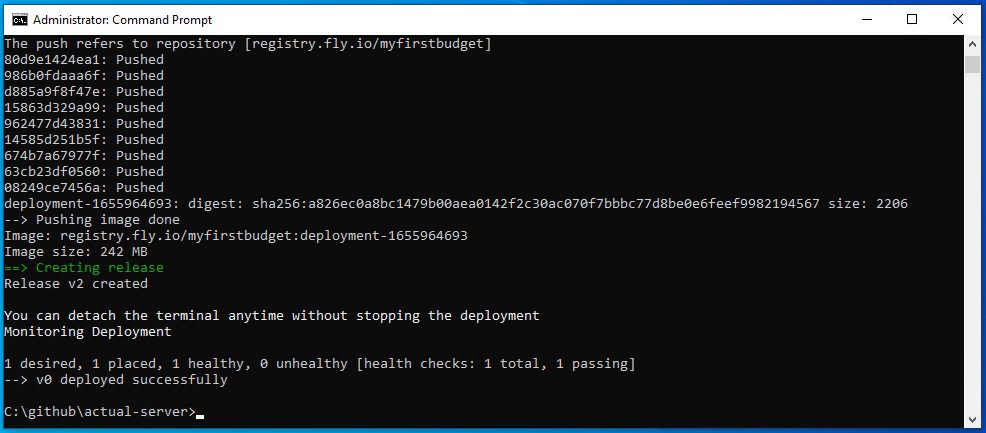 Administrator: Command Prompt
The push refers to repository [registry.fly.io/myfirstbudget]
80d9e1424ea1: Pushed
986b0fdaaa6f: Pushed
d885a9f8f47e: Pushed
15863d329a99: Pushed
962477d43831: Pushed
14585d251b5f: Pushed
674b7a67977f: Pushed
63cb23df0560: Pushed
08249ce7456a: Pushed
deployment-1655964693: digest: sha256:a826ec0a8bc1479b00aea0142f2c30ac070f7bbbc77d8be0e6feef9982194567 size: 2206
--> Pushing image done
Image: registry.fly.io/myfirstbudget:deployment-1655964693
Image size: 242 MB
==> Creating release
Release v2 created
You can detach the terminal anytime without stopping the deployment
Monitoring Deployment
1 desired, 1 placed, 1 healthy, 0 unhealthy [health checks: 1 total, 1 passing]
--> v0 deployed successfully
C:\github\actual-server>